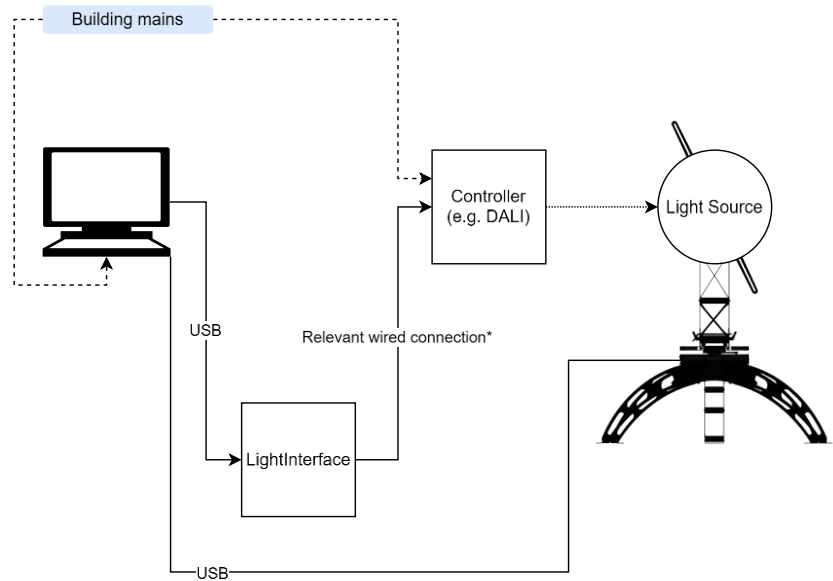 Building mains
Controller
(e.g. DALI)
Light Source
USB
Relevant wired connection*
LightInterface
USB